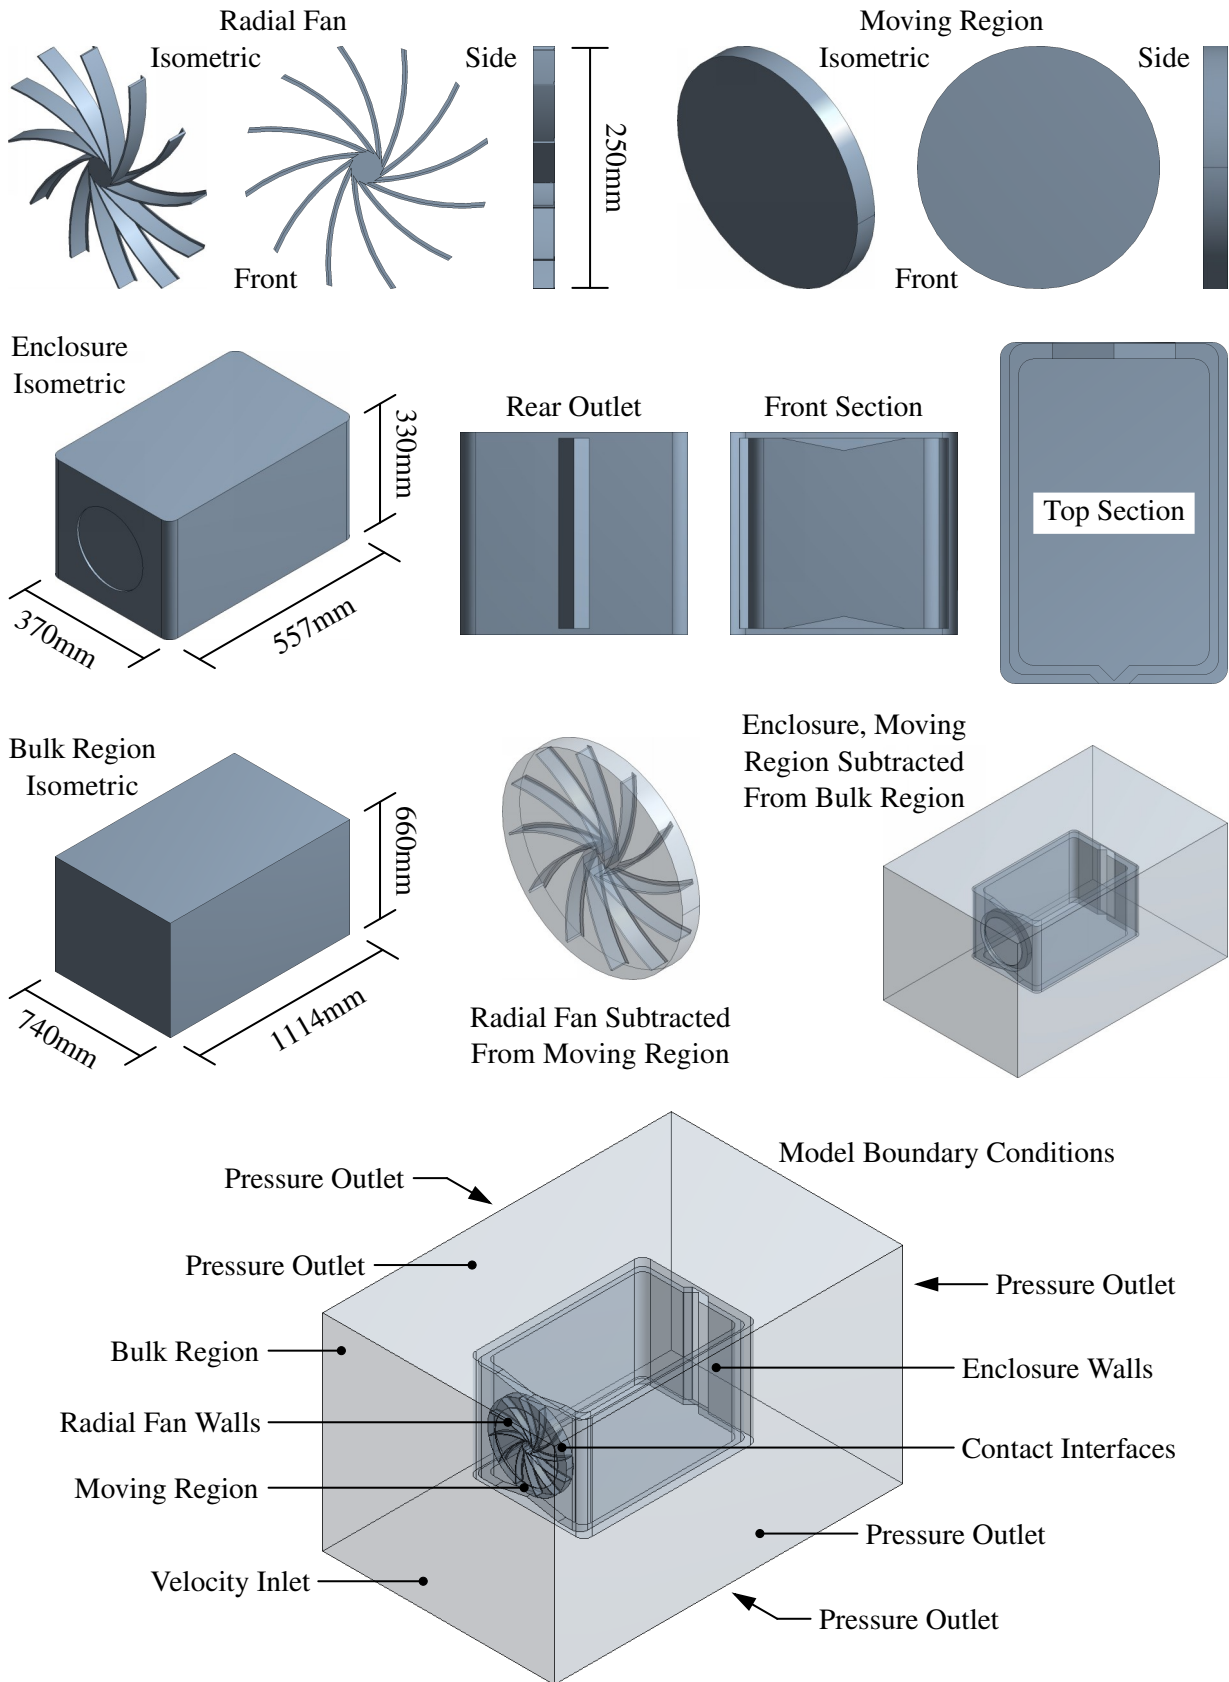 Radial Fan
Isometric
Side
Front
250mm
Moving Region
Isometric
Side
Front
Enclosure
Isometric
330mm
370mm
557mm
Rear Outlet
Front Section
Top Section
Bulk Region
Isometric
660mm
740mm
1114mm
Radial Fan Subtracted
From Moving Region
Enclosure, Moving
Region Subtracted
From Bulk Region
Model Boundary Conditions
Pressure Outlet
Pressure Outlet
Pressure Outlet
Bulk Region
Enclosure Walls
Radial Fan Walls
Contact Interfaces
Moving Region
Pressure Outlet
Velocity Inlet
Pressure Outlet